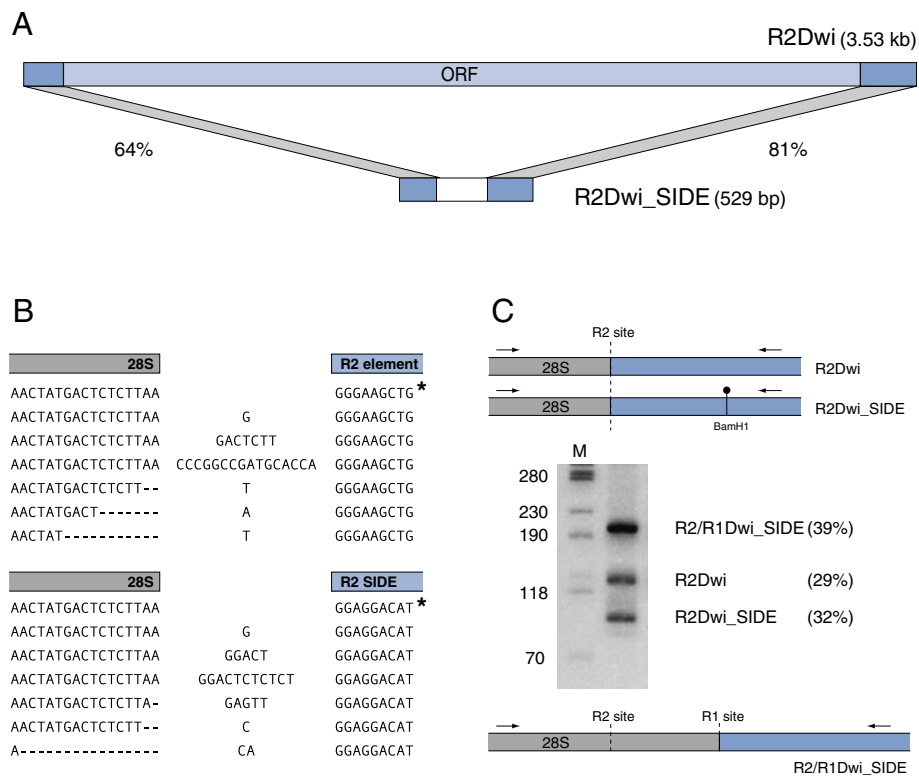 A
R2Dwi (3.53 kb)
ORF
64%
81%
R2Dwi_SIDE (529 bp)
B
28S
R2 element
AACTATGACTCTCTTAA GGGAAGCTG *
AACTATGACTCTCTTAA G GGGAAGCTG
AACTATGACTCTCTTAA GACTCTT GGGAAGCTG
AACTATGACTCTCTTAA CCCGGCCGATGCACCA GGGAAGCTG
AACTATGACTCTCTT-- T GGGAAGCTG
AACTATGACT------- A GGGAAGCTG
AACTAT----------- T GGGAAGCTG
28S
R2 SIDE
AACTATGACTCTCTTAA GGAGGACAT *
AACTATGACTCTCTTAA G GGAGGACAT
AACTATGACTCTCTTAA GGACT GGAGGACAT
AACTATGACTCTCTTAA GGACTCTCTCT GGAGGACAT
AACTATGACTCTCTTA- GAGTT GGAGGACAT
AACTATGACTCTCTT-- C GGAGGACAT
A---------------- CA GGAGGACAT
C
R2 site
28S
R2Dwi
28S
R2Dwi_SIDE
BamH1
M
280
230
190
118
70
R2/R1Dwi_SIDE (39%)
R2Dwi (29%)
R2Dwi_SIDE (32%)
R2 site
R1 site
28S
R2/R1Dwi_SIDE